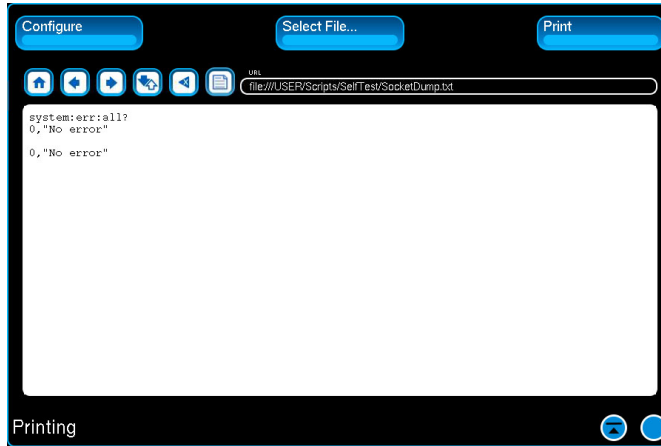 Configure
Select File...
Print
URL
file:///USER/Scripts/SelfTest/SocketDump.txt
system:err:all?
0,"No error"
0,"No error"
Printing